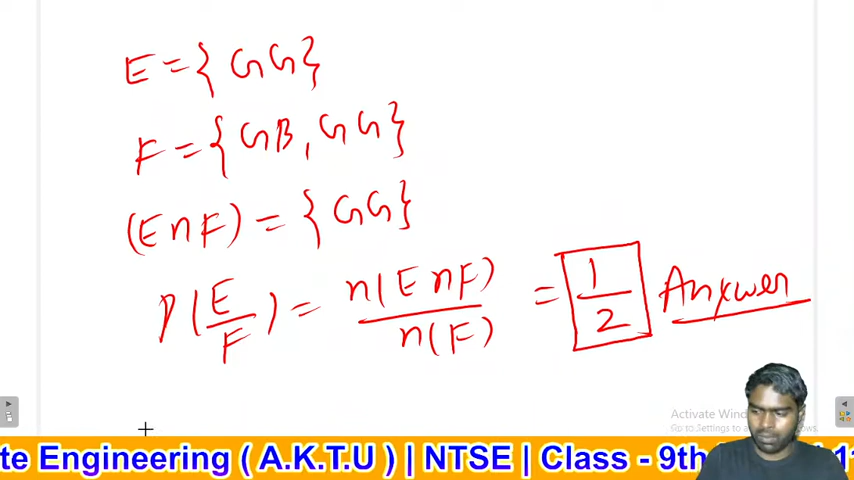 E = { GG }
F = { GB, GG }
(E ∩ F) = { GG }
P(E/F) = n(E ∩ F)/n(F) = 1/2 Answer
Activate Wind
Go to Settings to a
te Engineering ( A.K.T.U ) | NTSE | Class - 9th